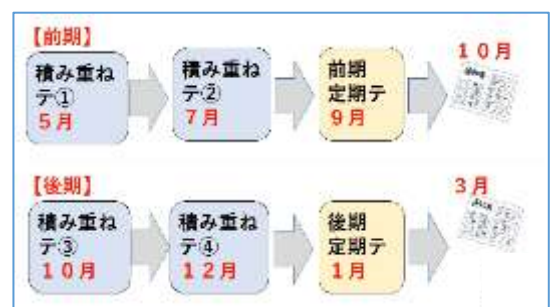 【前期】
積み重ね
テ①
5月
積み重ね
テ②
7月
前期
定期テ
9月
10月
【後期】
積み重ね
テ③
10月
積み重ね
テ④
12月
後期
定期テ
1月
3月